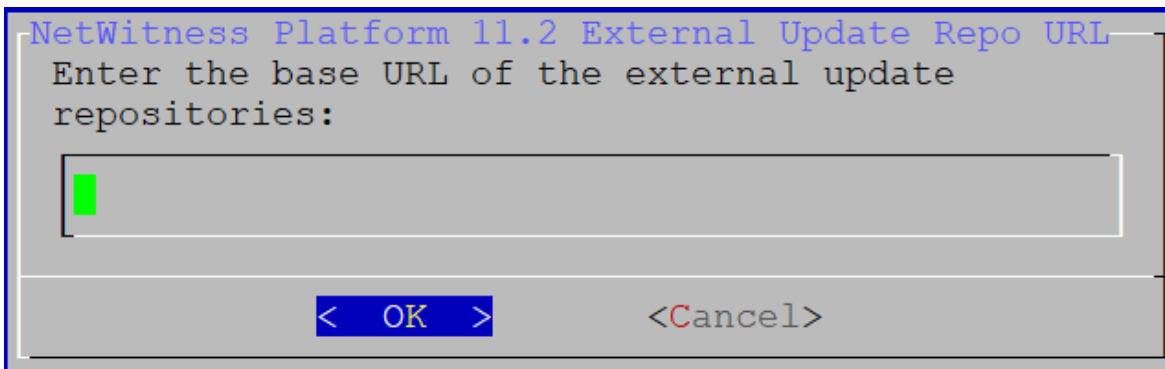 NetWitness Platform 11.2 External Update Repo URL
Enter the base URL of the external update
repositories:
< OK > <Cancel>